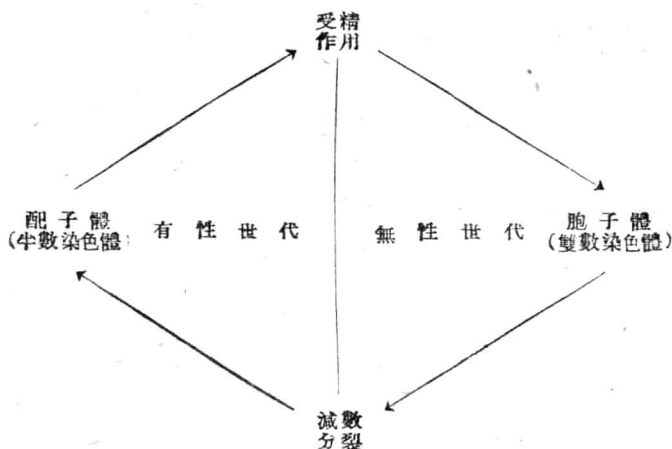 受精
作用
配子體
(半數染色體)
有性世代
無性世代
胞子體
(雙數染色體)
減數
分裂